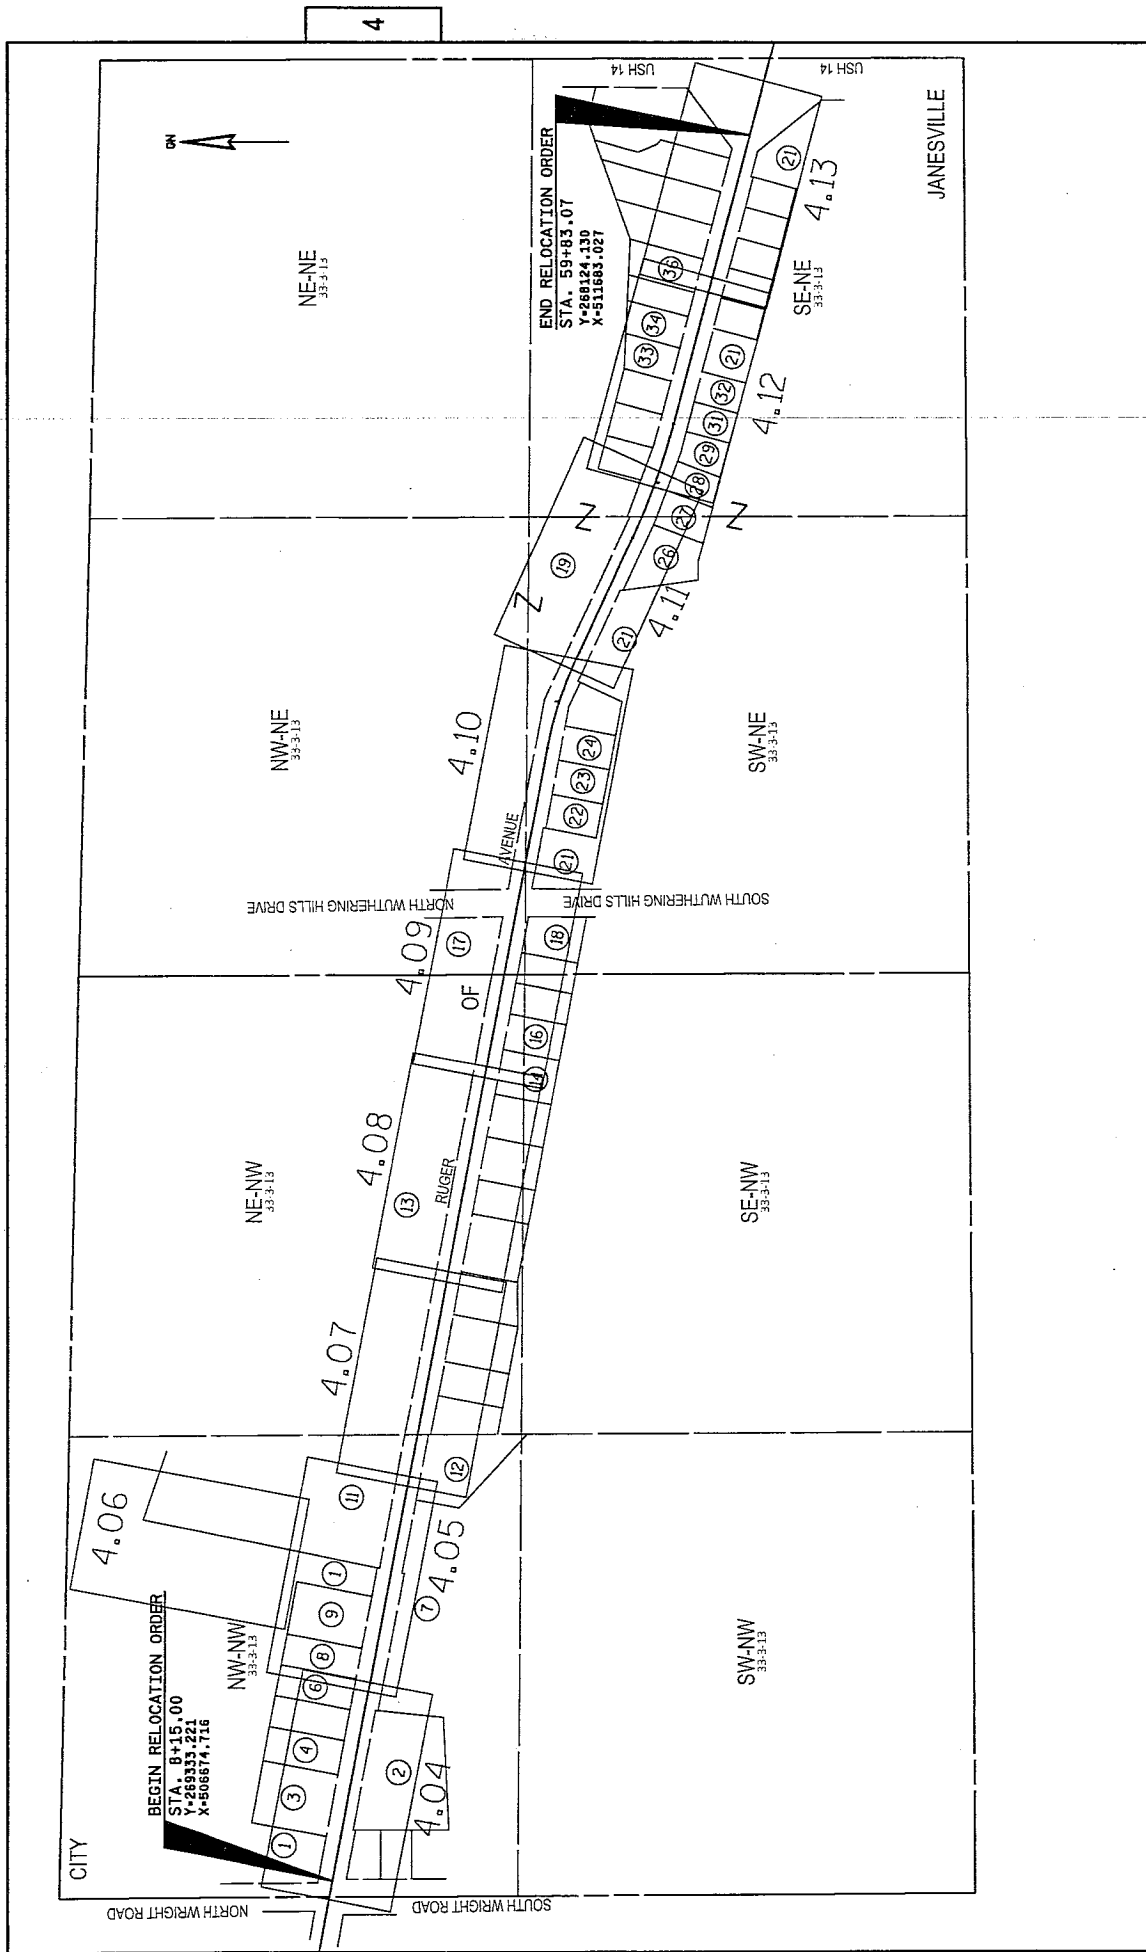 4
CITY
OF
JANESVILLE
BEGIN RELOCATION ORDER
STA. 8+15.00
Y=269333.221
X=506674.716
END RELOCATION ORDER
STA. 59+83.07
Y=268124.130
X=511683.027
NW-NW
33-3-13
NE-NW
33-3-13
NW-NE
33-3-13
NE-NE
33-3-13
SW-NW
33-3-13
SE-NW
33-3-13
SW-NE
33-3-13
SE-NE
33-3-13
NORTH WRIGHT ROAD
SOUTH WRIGHT ROAD
RUGER
AVENUE
NORTH WUTHERING HILLS DRIVE
SOUTH WUTHERING HILLS DRIVE
USH 14
USH 14
4.04
4.05
4.06
4.07
4.08
4.09
4.10
4.11
4.12
4.13
1
3
4
6
8
9
1
11
2
7
12
13
14
16
17
18
21
22
23
24
21
19
26
27
28
29
31
32
21
33
34
36
21
Z
Z
Z